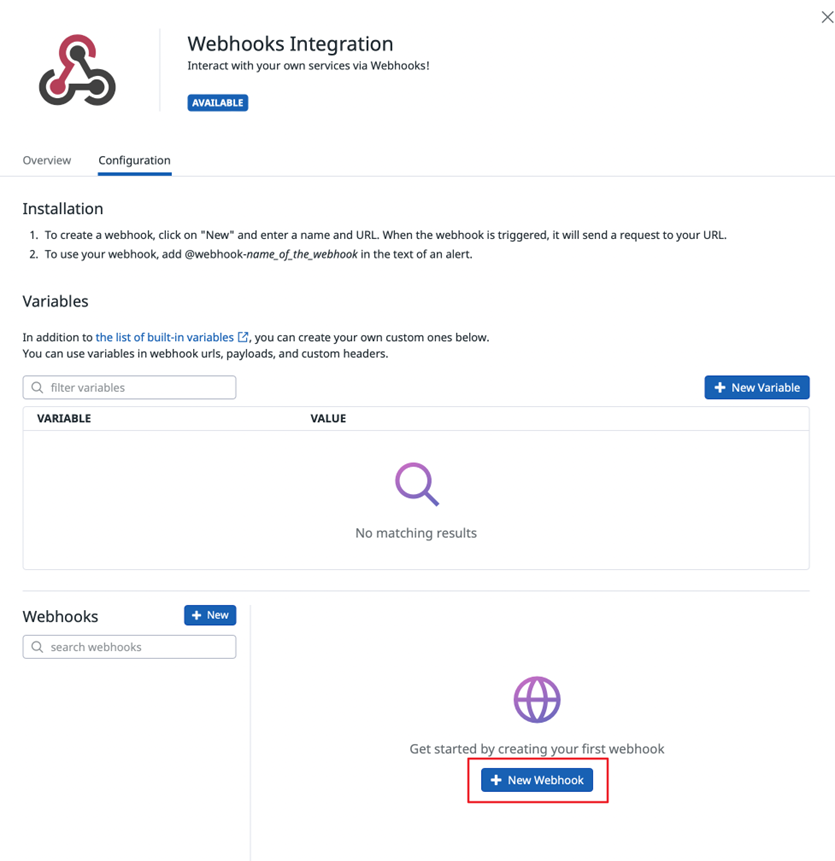 Webhooks Integration
Interact with your own services via Webhooks!
AVAILABLE
Overview Configuration
Installation
1. To create a webhook, click on "New" and enter a name and URL. When the webhook is triggered, it will send a request to your URL.
2. To use your webhook, add @webhook-name_of_the_webhook in the text of an alert.
Variables
In addition to the list of built-in variables, you can create your own custom ones below.
You can use variables in webhook urls, payloads, and custom headers.
filter variables New Variable
VARIABLE VALUE
No matching results
Webhooks New
search webhooks
Get started by creating your first webhook
New Webhook